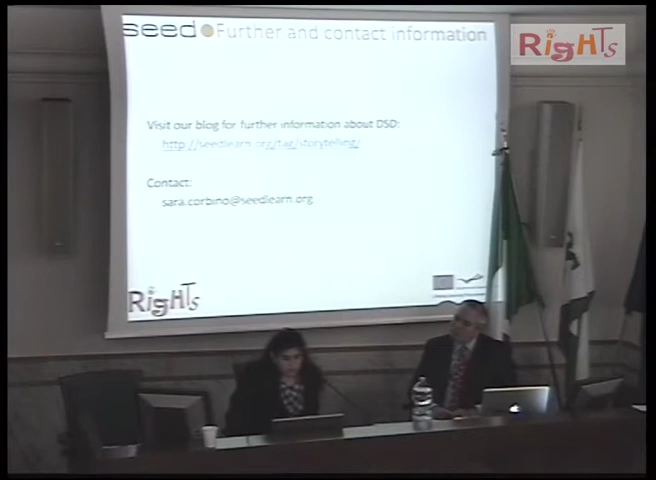 seed Further and contact information
RigHTs
Visit our blog for further information about DSD:
http://seedlearn.org/tag/storytelling/
Contact:
sara.corbino@seedlearn.org
RigHTs